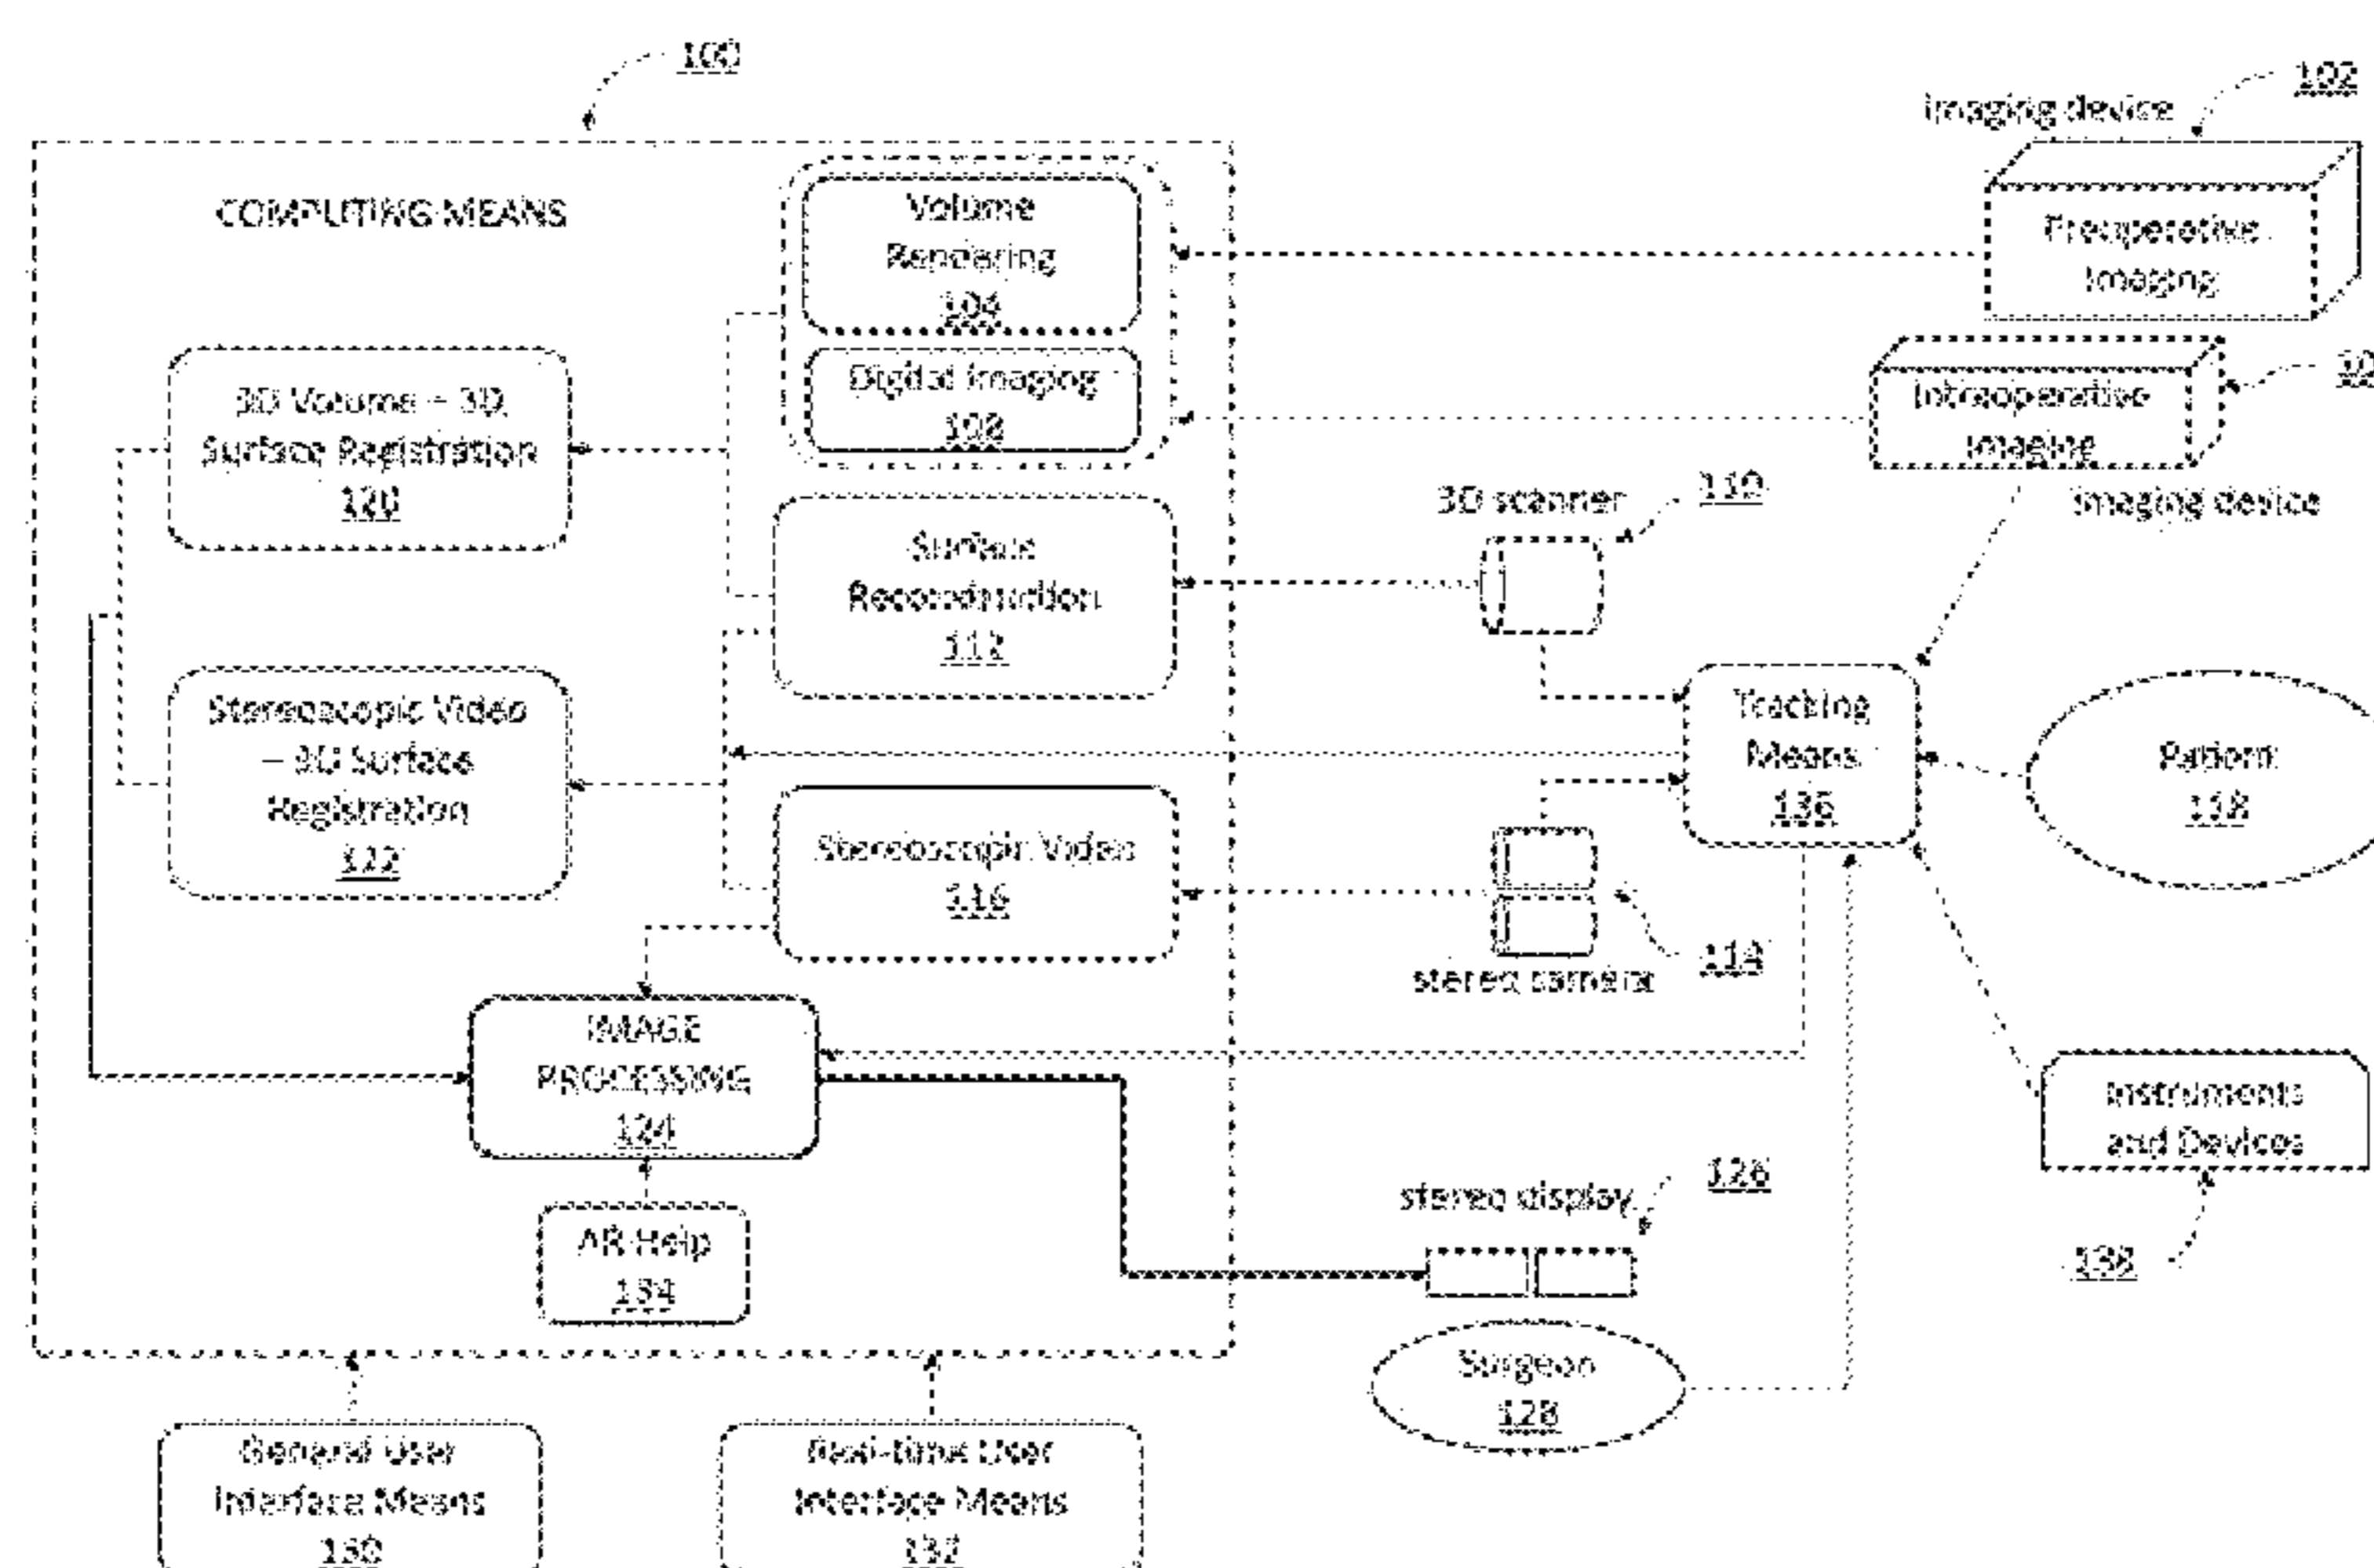 100
102
Imaging device
COMPUTING MEANS
Volume
Rendering
104
Preoperative
Imaging
Digital Imaging
108
Intraoperative
Imaging
10
imaging device
3D Volume – 3D
Surface Registration
120
3D scanner
110
Surface
Reconstruction
112
Stereoscopic Video
– 3D Surface
Registration
122
Tracking
Means
136
Patient
118
Stereoscopic Video
116
114
stereo camera
IMAGE
PROCESSING
124
Instruments
and Devices
138
AR Help
134
stereo display
126
Surgeon
128
General User
Interface Means
130
Real-time User
Interface Means
132